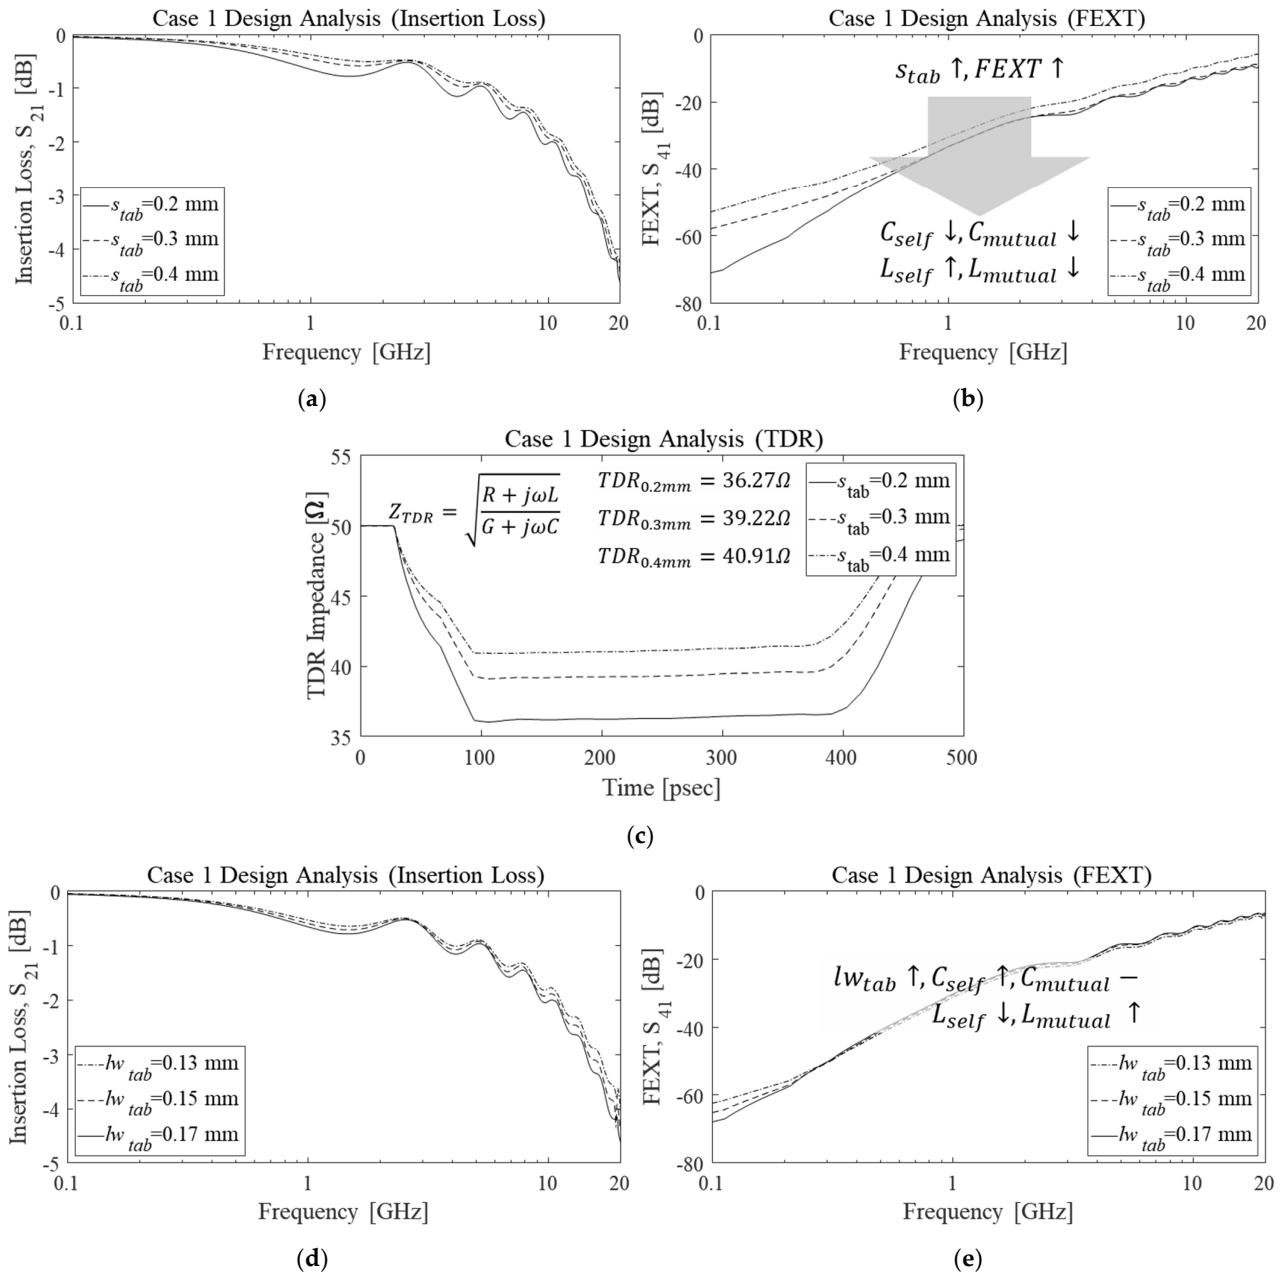 Case 1 Design Analysis (Insertion Loss)
Insertion Loss, S21 [dB]
0
-1
-2
-3
-4
-5
stab=0.2 mm
stab=0.3 mm
stab=0.4 mm
0.1 1 10 20
Frequency [GHz]
(a)
Case 1 Design Analysis (FEXT)
FEXT, S41 [dB]
0
-20
-40
-60
-80
stab ↑, FEXT ↑
Cself ↓, Cmutual ↓
Lself ↑, Lmutual ↓
stab=0.2 mm
stab=0.3 mm
stab=0.4 mm
0.1 1 10 20
Frequency [GHz]
(b)
Case 1 Design Analysis (TDR)
TDR Impedance [Ω]
55
50
45
40
35
ZTDR = √((R + jωL)/(G + jωC))
TDR0.2mm = 36.27Ω
TDR0.3mm = 39.22Ω
TDR0.4mm = 40.91Ω
stab=0.2 mm
stab=0.3 mm
stab=0.4 mm
0 100 200 300 400 500
Time [psec]
(c)
Case 1 Design Analysis (Insertion Loss)
Insertion Loss, S21 [dB]
0
-1
-2
-3
-4
-5
lwtab=0.13 mm
lwtab=0.15 mm
lwtab=0.17 mm
0.1 1 10 20
Frequency [GHz]
(d)
Case 1 Design Analysis (FEXT)
FEXT, S41 [dB]
0
-20
-40
-60
-80
lwtab ↑, Cself ↑, Cmutual −
Lself ↓, Lmutual ↑
lwtab=0.13 mm
lwtab=0.15 mm
lwtab=0.17 mm
0.1 1 10 20
Frequency [GHz]
(e)